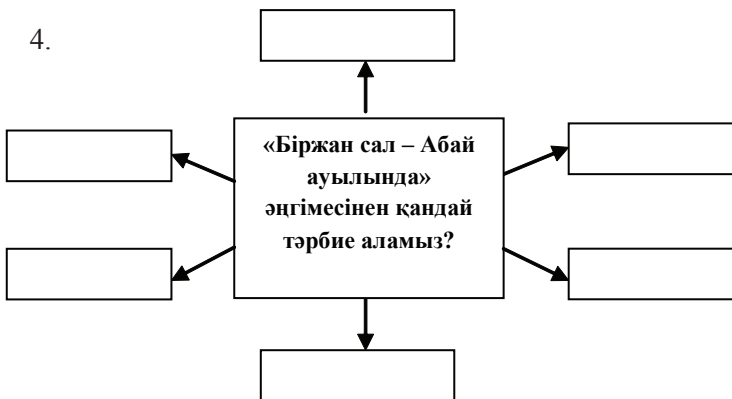 4.
«Біржан сал – Абай
ауылында»
әңгімесінен қандай
тәрбие аламыз?